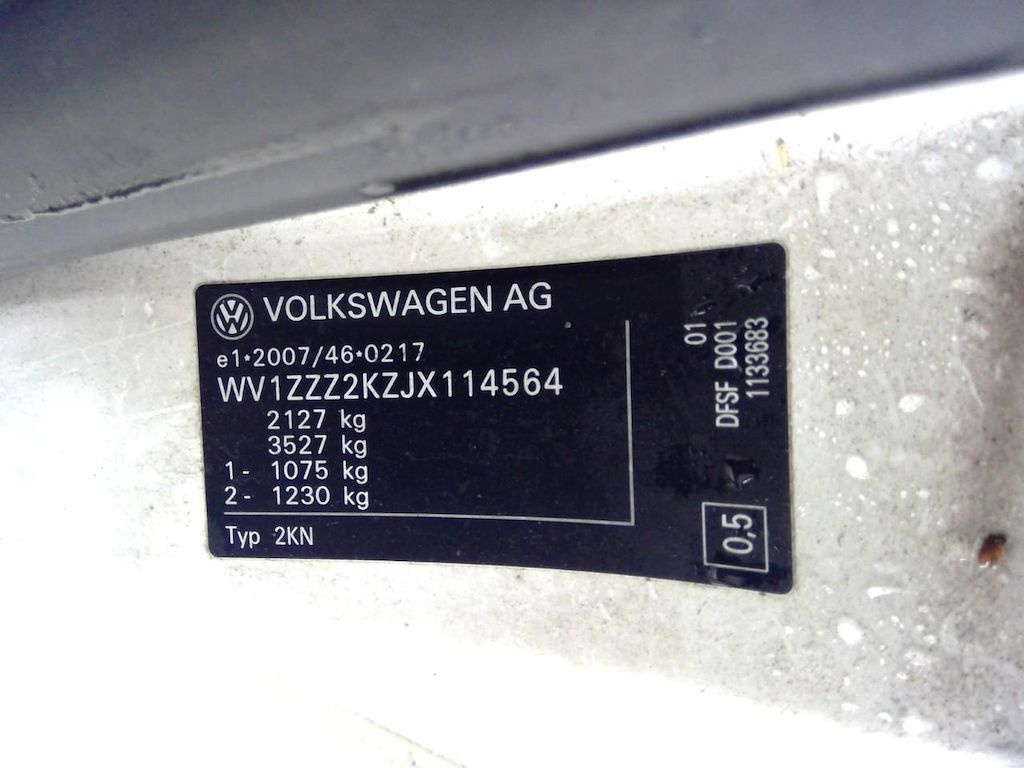 VOLKSWAGEN AG
e1*2007/46*0217
WV1ZZZ2KZJX114564
2127 kg
3527 kg
1- 1075 kg
2- 1230 kg
Typ 2KN
01
DFSF D001
1133683
0,5